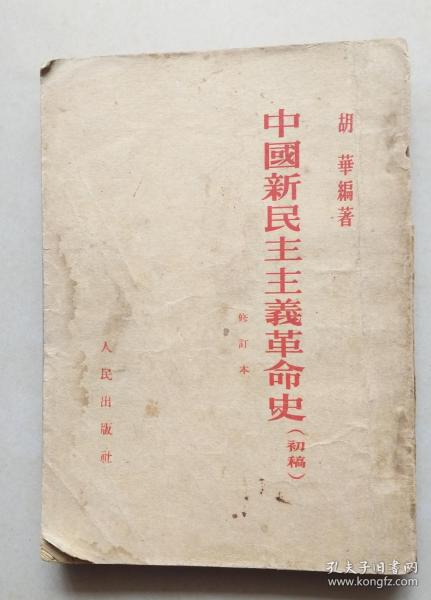 胡華編著
中國新民主主義革命史(初稿)
修訂本
人民出版社
孔夫子旧书网
www.kongfz.com